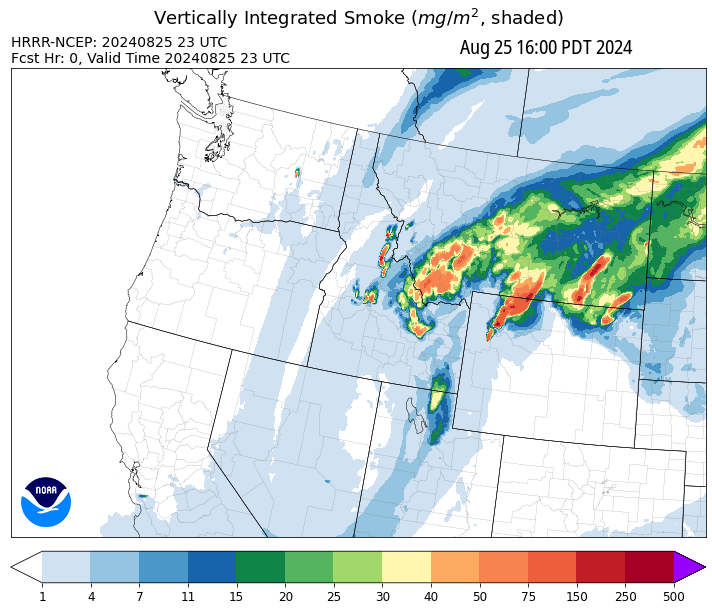 Vertically Integrated Smoke (mg/m², shaded)
HRRR-NCEP: 20240825 23 UTC
Fcst Hr: 0, Valid Time 20240825 23 UTC
Aug 25 16:00 PDT 2024
NOAA
1 4 7 11 15 20 25 30 40 50 75 150 250 500